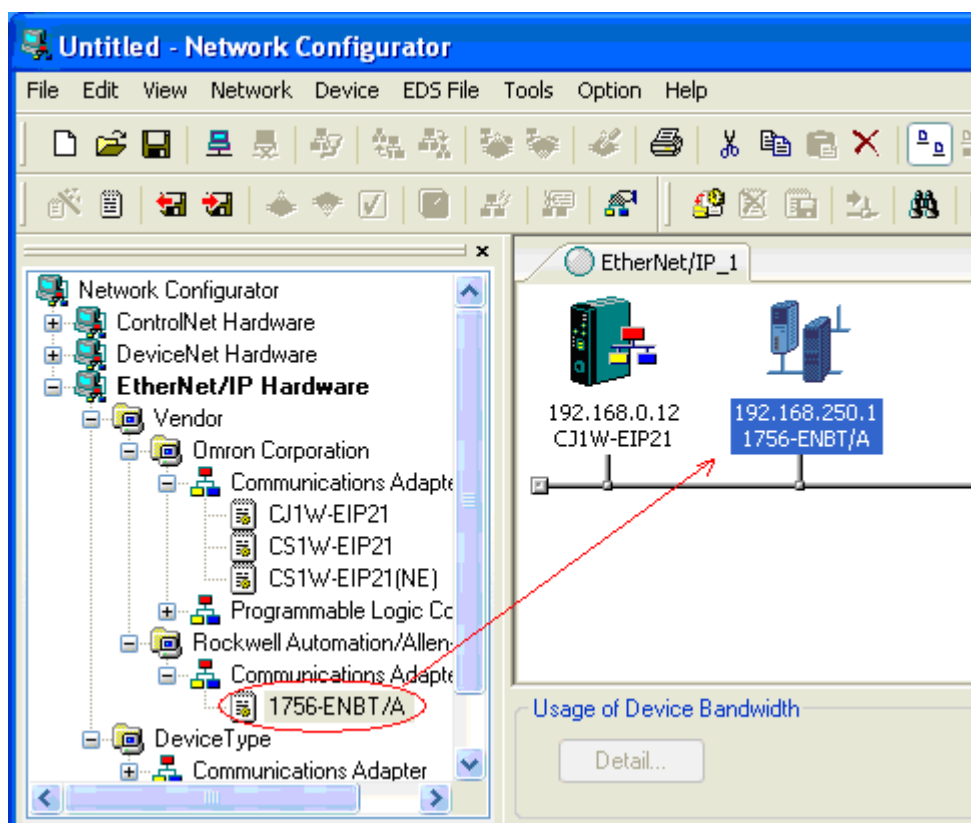 Untitled - Network Configurator
File Edit View Network Device EDS File Tools Option Help
EtherNet/IP_1
Network Configurator
ControlNet Hardware
DeviceNet Hardware
EtherNet/IP Hardware
Vendor
Omron Corporation
Communications Adapte
CJ1W-EIP21
CS1W-EIP21
CS1W-EIP21(NE)
Programmable Logic Co
Rockwell Automation/Allen-
Communications Adapte
1756-ENBT/A
DeviceType
Communications Adapter
192.168.0.12
CJ1W-EIP21
192.168.250.1
1756-ENBT/A
Usage of Device Bandwidth
Detail...